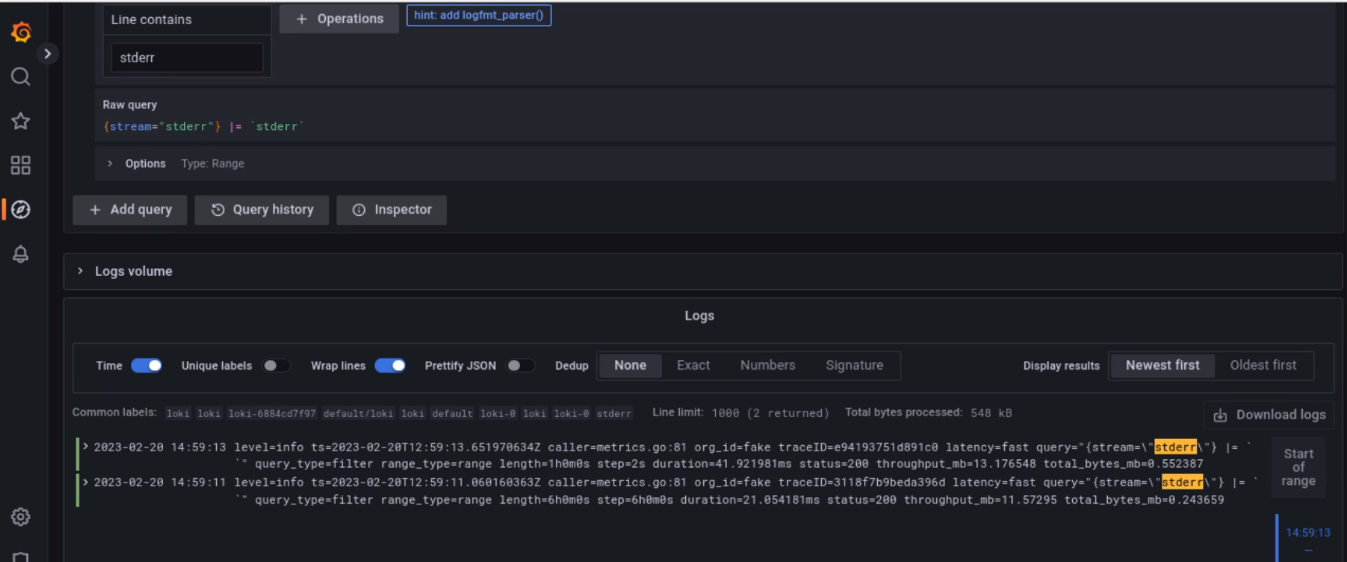 Line contains
+ Operations
hint: add logfmt_parser()
stderr
Raw query
{stream="stderr"} |= `stderr`
Options Type: Range
+ Add query
Query history
Inspector
Logs volume
Logs
Time Unique labels Wrap lines Prettify JSON Dedup None Exact Numbers Signature Display results Newest first Oldest first
Common labels: loki loki loki-6884cd7f97 default/loki loki default loki-0 loki loki-0 stderr Line limit: 1000 (2 returned) Total bytes processed: 548 kB
Download logs
2023-02-20 14:59:13 level=info ts=2023-02-20T12:59:13.651970634Z caller=metrics.go:81 org_id=fake traceID=e94193751d891c0 latency=fast query="{stream=\"stderr\"} |= `
`" query_type=filter range_type=range length=1h0m0s step=2s duration=41.921981ms status=200 throughput_mb=13.176548 total_bytes_mb=0.552387
2023-02-20 14:59:11 level=info ts=2023-02-20T12:59:11.060160363Z caller=metrics.go:81 org_id=fake traceID=3118f7b9beda396d latency=fast query="{stream=\"stderr\"} |= `
`" query_type=filter range_type=range length=6h0m0s step=6h0m0s duration=21.054181ms status=200 throughput_mb=11.57295 total_bytes_mb=0.243659
Start
of
range
14:59:13
—